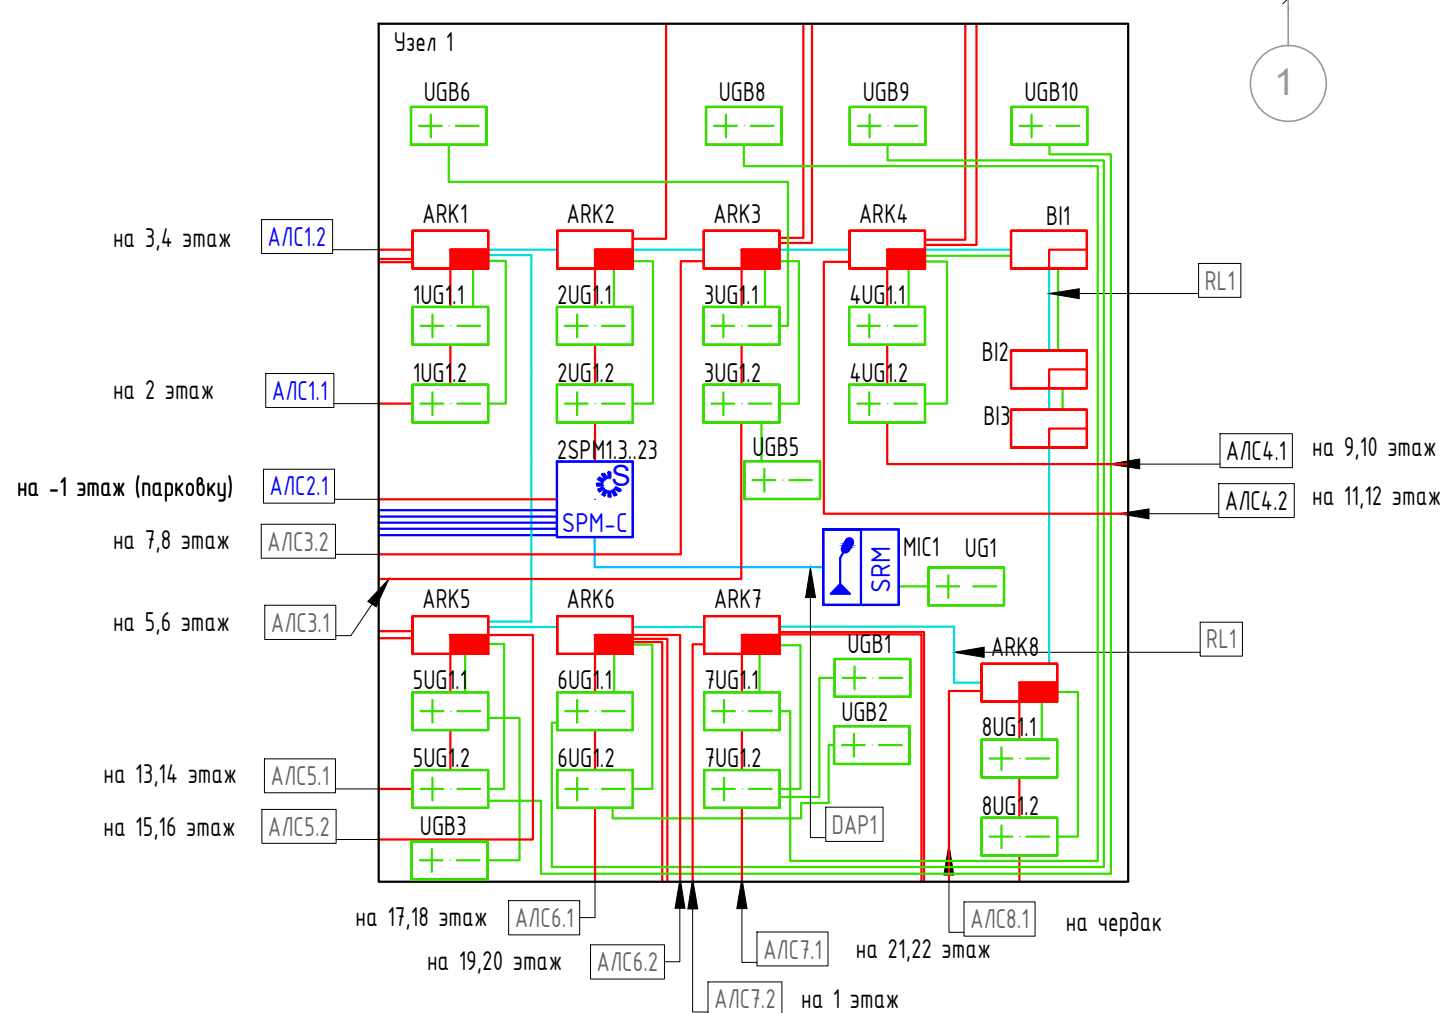 Узел 1
1
UGB6
UGB8
UGB9
UGB10
ARK1
ARK2
ARK3
ARK4
BI1
на 3,4 этаж
АЛС1.2
RL1
1UG1.1
2UG1.1
3UG1.1
4UG1.1
BI2
на 2 этаж
АЛС1.1
1UG1.2
2UG1.2
3UG1.2
4UG1.2
BI3
2SPM1.3..23
UGB5
АЛС4.1
на 9,10 этаж
на -1 этаж (парковку)
АЛС2.1
S
SPM-C
АЛС4.2
на 11,12 этаж
на 7,8 этаж
АЛС3.2
SRM
MIC1
UG1
на 5,6 этаж
АЛС3.1
ARK5
ARK6
ARK7
UGB1
ARK8
RL1
5UG1.1
6UG1.1
7UG1.1
UGB2
8UG1.1
на 13,14 этаж
АЛС5.1
5UG1.2
6UG1.2
7UG1.2
8UG1.2
на 15,16 этаж
АЛС5.2
UGB3
DAP1
на 17,18 этаж
АЛС6.1
АЛС8.1
на чердак
на 19,20 этаж
АЛС6.2
АЛС7.1
на 21,22 этаж
АЛС7.2
на 1 этаж